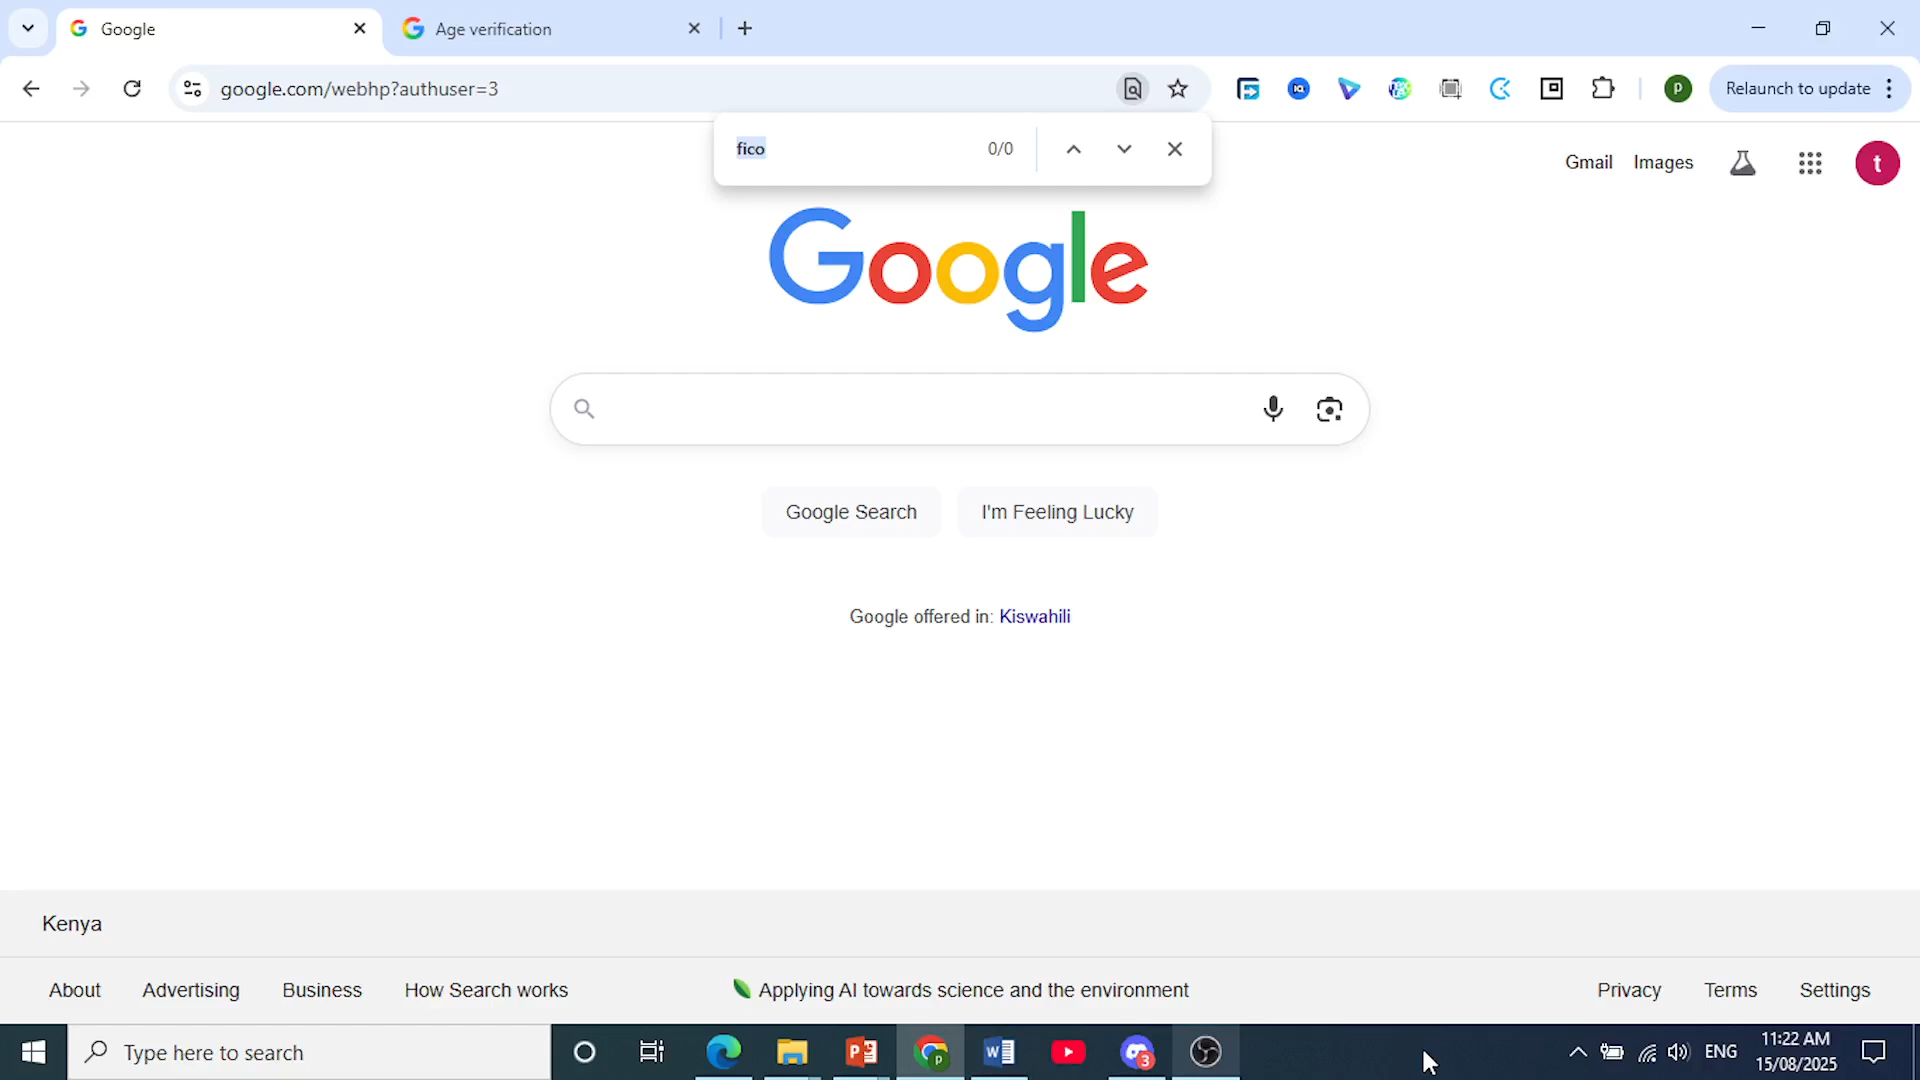 Google
Age verification
google.com/webhp?authuser=3
P
Relaunch to update
fico
0/0
Gmail
Images
t
Google
Google Search
I'm Feeling Lucky
Google offered in: Kiswahili
Kenya
About
Advertising
Business
How Search works
Applying AI towards science and the environment
Privacy
Terms
Settings
Type here to search
3
ENG
11:22 AM
15/08/2025